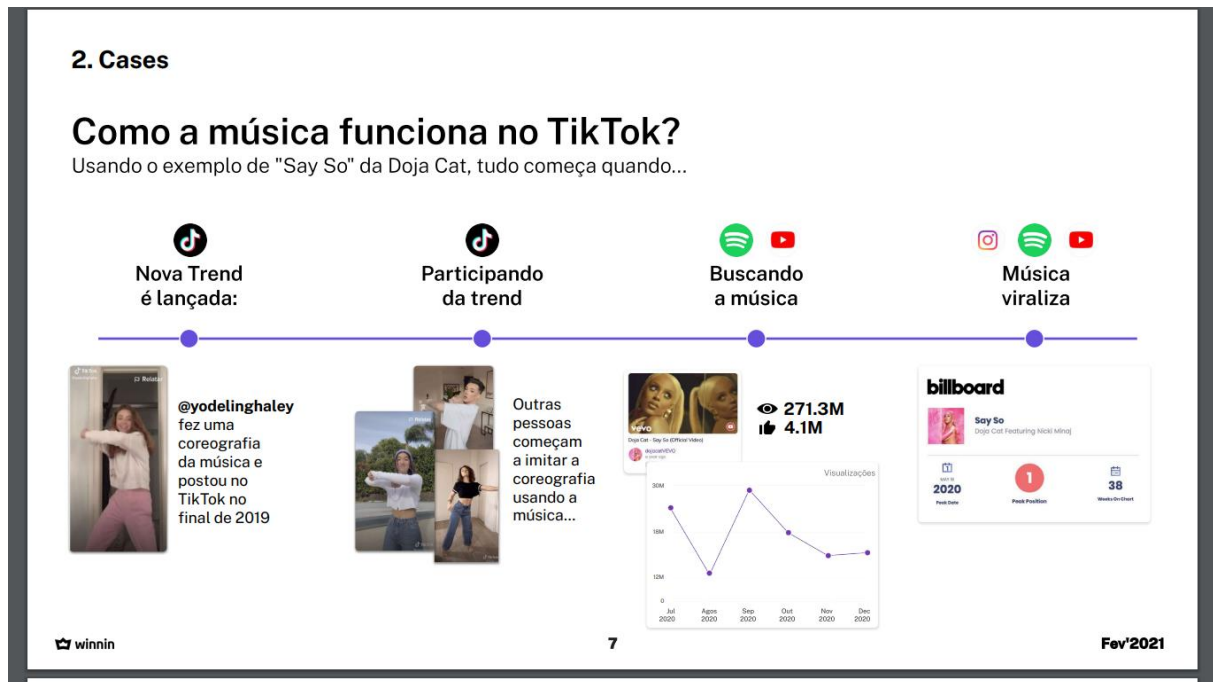 2. Cases
Como a música funciona no TikTok?
Usando o exemplo de "Say So" da Doja Cat, tudo começa quando...
Nova Trend
é lançada:
Participando
da trend
Buscando
a música
Música
viraliza
TikTok
Relatar
@yodelinghaley
fez uma
coreografia
da música e
postou no
TikTok no
final de 2019
Outras
pessoas
começam
a imitar a
coreografia
usando a
música...
vevo
Doja Cat - Say So (Official Video)
dojacatVEVO
271.3M
4.1M
Visualizações
30M
18M
12M
0
Jul
2020
Agos
2020
Sep
2020
Out
2020
Nov
2020
Dec
2020
billboard
Say So
Doja Cat Featuring Nicki Minaj
2020
Peak Date
1
Peak Position
38
Weeks On Chart
winnin
7
Fev'2021